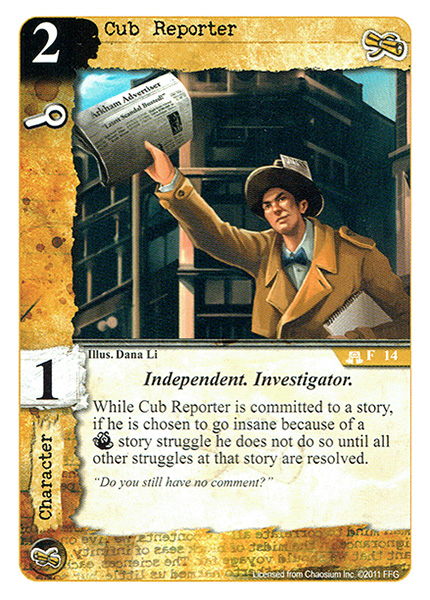 2
Cub Reporter
Arkham Advertiser
"Liunt Scandal Busted!"
Illus. Dana Li
F 14
1
Independent. Investigator.
While Cub Reporter is committed to a story,
if he is chosen to go insane because of a
story struggle he does not do so until all
other struggles at that story are resolved.
"Do you still have no comment?"
Character
Licensed from Chaosium Inc. ©2011 FFG